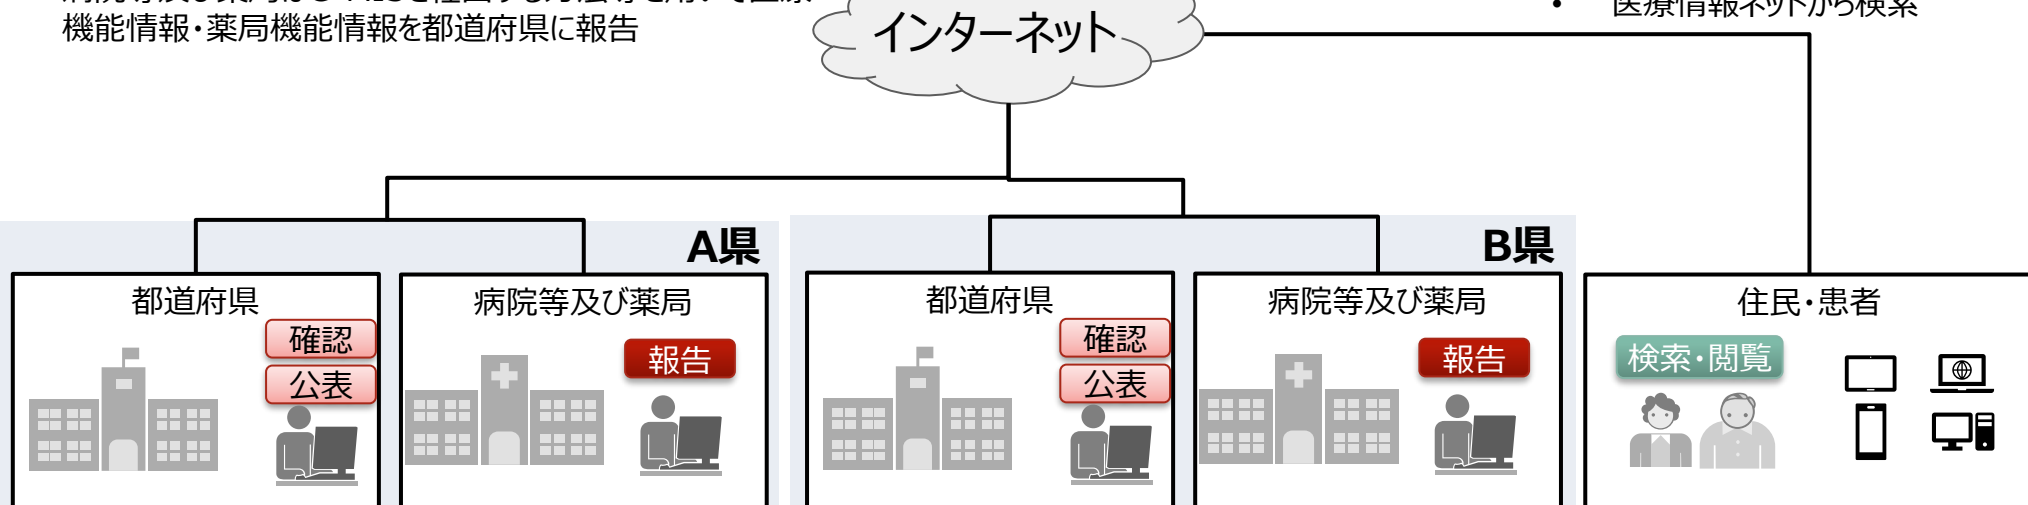 機能情報・薬局機能情報を都道府県に報告
• 医療情報ネットから検索
インターネット
A県
B県
都道府県
確認
公表
病院等及び薬局
報告
都道府県
確認
公表
病院等及び薬局
報告
住民・患者
検索・閲覧